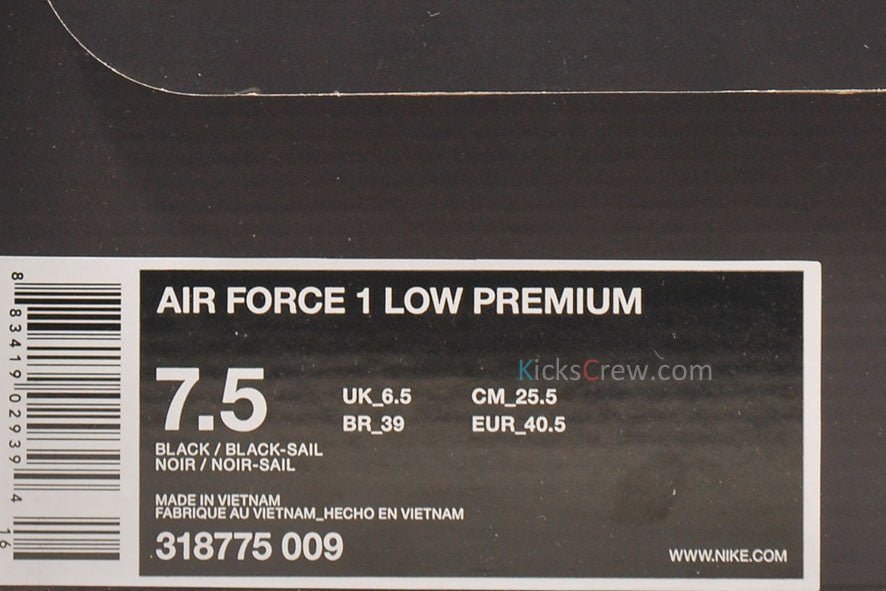 AIR FORCE 1 LOW PREMIUM
KicksCrew.com
7.5
UK_6.5 CM_25.5
BR_39 EUR_40.5
BLACK / BLACK-SAIL
NOIR / NOIR-SAIL
MADE IN VIETNAM
FABRIQUE AU VIETNAM_HECHO EN VIETNAM
318775 009
WWW.NIKE.COM
8 83419 02939 4
16